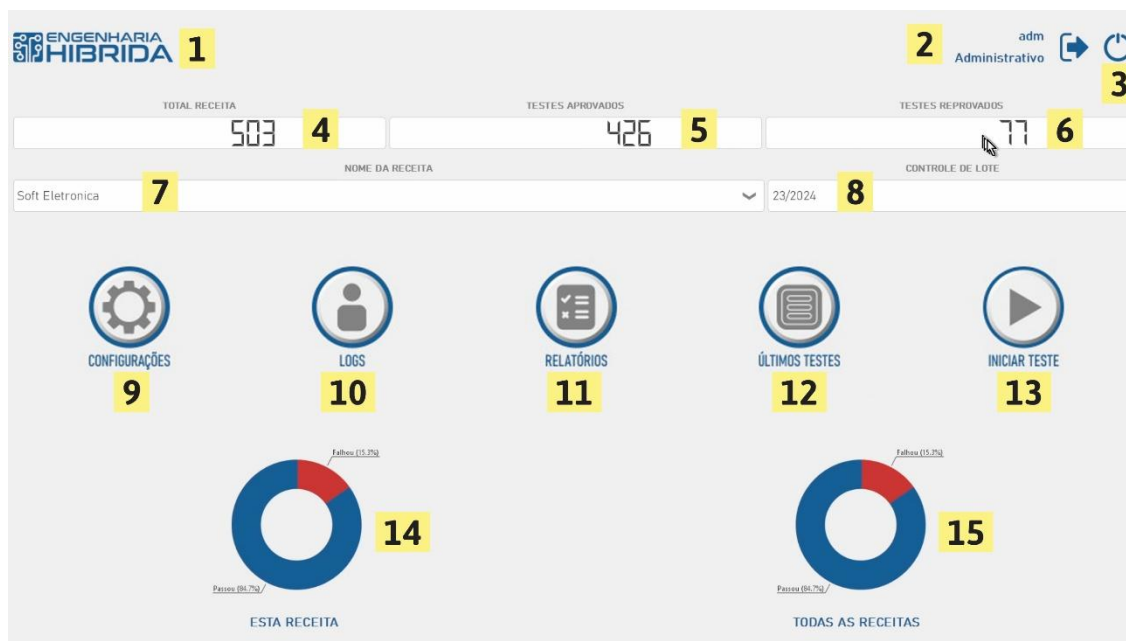 ENGENHARIA
HIBRIDA
1
2
adm
Administrativo
3
TOTAL RECEITA
TESTES APROVADOS
TESTES REPROVADOS
503
4
426
5
77
6
NOME DA RECEITA
CONTROLE DE LOTE
Soft Eletronica
7
23/2024
8
CONFIGURAÇÕES
LOGS
RELATÓRIOS
ÚLTIMOS TESTES
INICIAR TESTE
9
10
11
12
13
Falhou (15.3%)
Falhou (15.3%)
14
15
Passou (84.7%)
Passou (84.7%)
ESTA RECEITA
TODAS AS RECEITAS